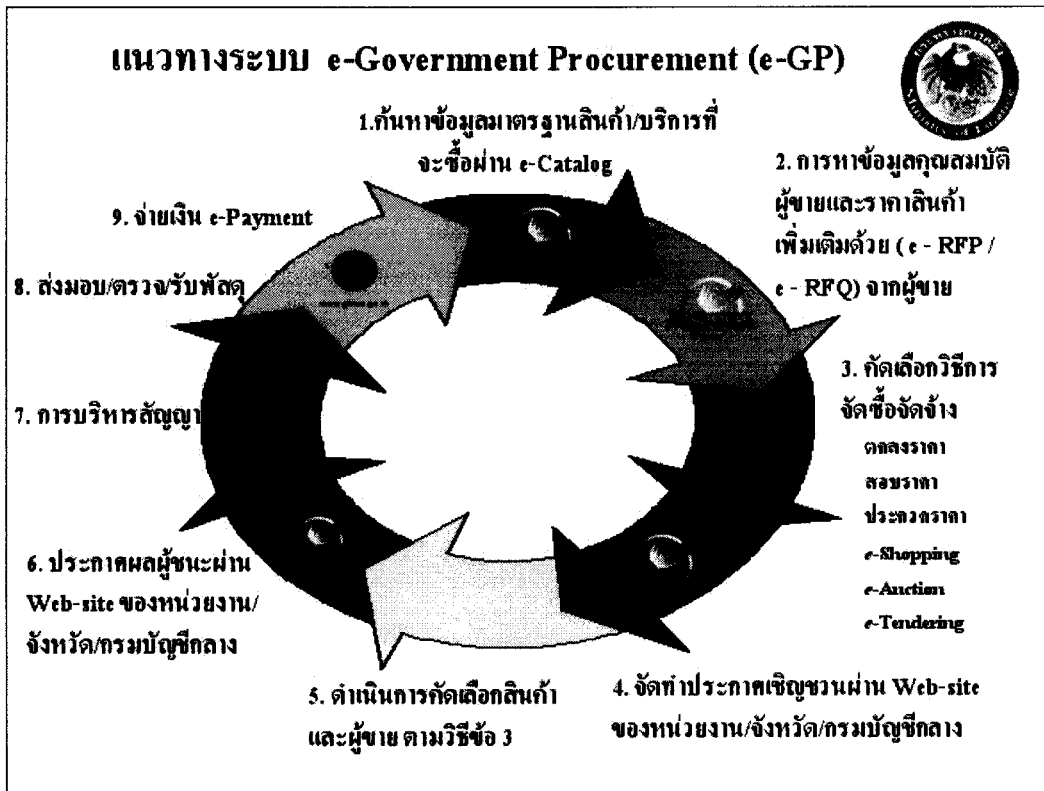 แนวทางระบบ e-Government Procurement (e-GP)
1.ค้นหาข้อมูลมาตรฐานสินค้า/บริการที่
จะซื้อผ่าน e-Catalog
2. การหาข้อมูลคุณสมบัติ
ผู้ขายและราคาสินค้า
เพิ่มเติมด้วย ( e - RFP /
e - RFQ) จากผู้ขาย
3. คัดเลือกวิธีการ
จัดซื้อจัดจ้าง
ตกลงราคา
สอบราคา
ประกวดราคา
e-Shopping
e-Auction
e-Tendering
4. จัดทำประกาศเชิญชวนผ่าน Web-site
ของหน่วยงาน/จังหวัด/กรมบัญชีกลาง
5. ดำเนินการคัดเลือกสินค้า
และผู้ขาย ตามวิธีข้อ 3
6. ประกาศผลผู้ชนะผ่าน
Web-site ของหน่วยงาน/
จังหวัด/กรมบัญชีกลาง
7. การบริหารสัญญา
8. ส่งมอบ/ตรวจ/รับพัสดุ
9. จ่ายเงิน e-Payment